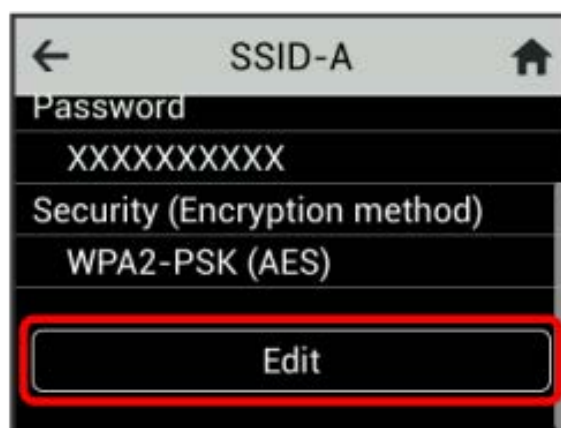 SSID-A
Password
XXXXXXXXXX
Security (Encryption method)
WPA2-PSK (AES)
Edit